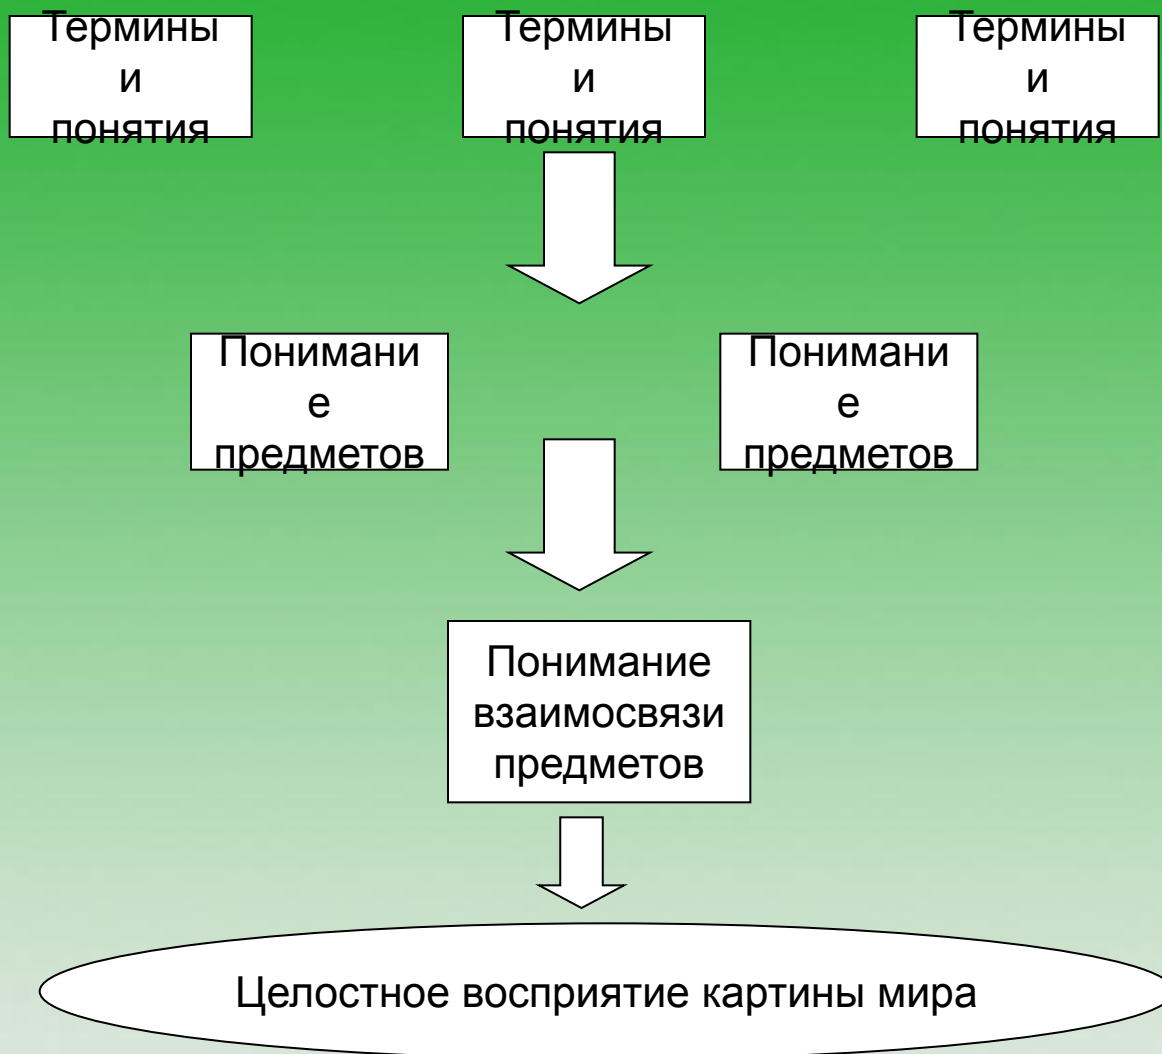 Термины
и
понятия
Термины
и
понятия
Термины
и
понятия
Понимани
е
предметов
Понимани
е
предметов
Понимание
взаимосвязи
предметов
Целостное восприятие картины мира